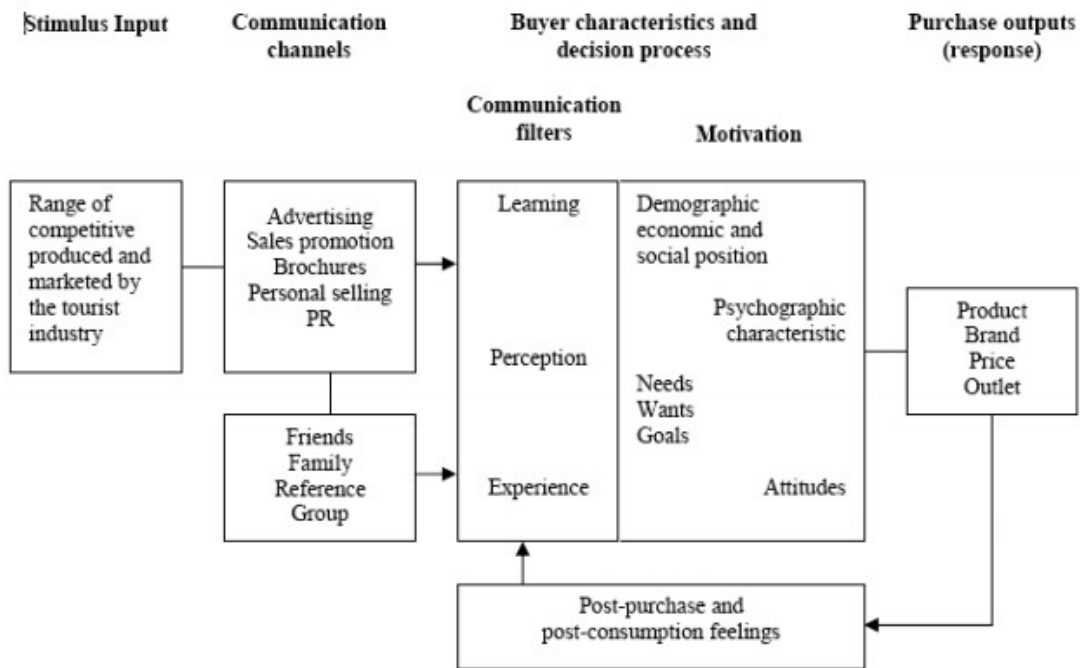 Stimulus Input
Communication
channels
Buyer characteristics and
decision process
Purchase outputs
(response)
Communication
filters
Motivation
Range of
competitive
produced and
marketed by
the tourist
industry
Advertising
Sales promotion
Brochures
Personal selling
PR
Friends
Family
Reference
Group
Learning
Perception
Experience
Demographic
economic and
social position
Psychographic
characteristic
Needs
Wants
Goals
Attitudes
Product
Brand
Price
Outlet
Post-purchase and
post-consumption feelings